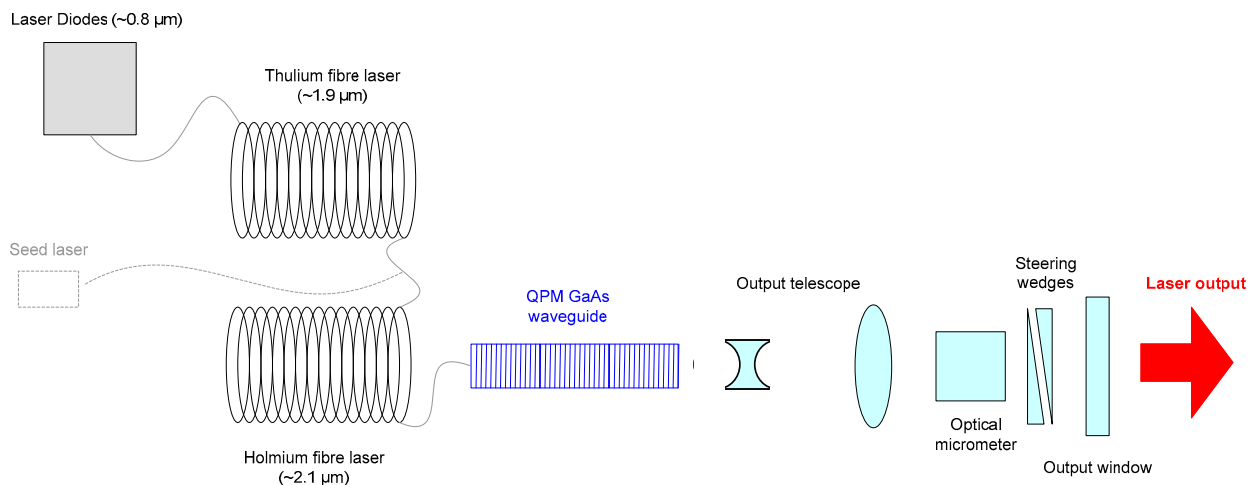 Laser Diodes (~0.8 µm)
Thulium fibre laser
(~1.9 µm)
Seed laser
Holmium fibre laser
(~2.1 µm)
QPM GaAs
waveguide
Output telescope
Optical
micrometer
Steering
wedges
Output window
Laser output